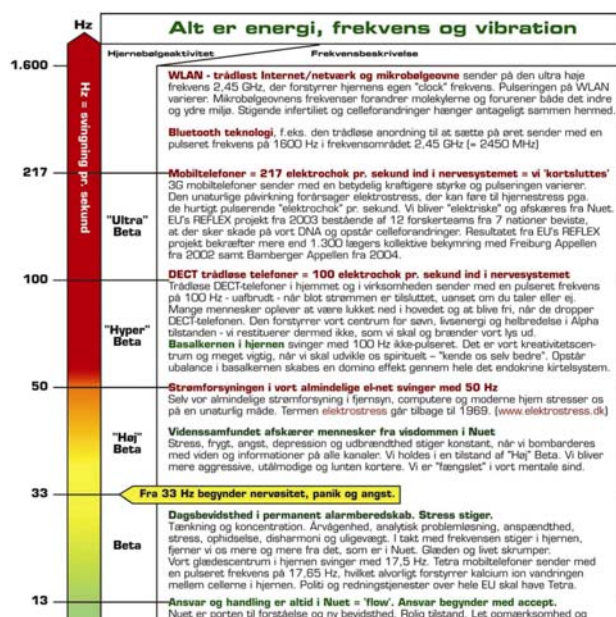 Hz
Alt er energi, frekvens og vibration
Hjernebølgeaktivitet
Frekvensbeskrivelse
1.600
Hz = svingning pr. sekund
WLAN - trådløst Internet/netværk og mikrobølgeovne sender på den ultra høje
frekvens 2,45 GHz, der forstyrrer hjernens egen "clock" frekvens. Pulseringen på WLAN
varierer. Mikrobølgeovnens frekvenser forandrer molekylerne og forurener både det indre
og ydre miljø. Stigende infertilitet og celleforandringer hænger antageligt sammen hermed.
Bluetooth teknologi, f.eks. den trådløse anordning til at sætte på øret sender med en
pulseret frekvens på 1600 Hz i frekvensområdet 2,45 GHz (= 2450 MHz)
217
"Ultra"
Beta
Mobiltelefoner = 217 elektrochok pr. sekund ind i nervesystemet = vi 'kortsluttes'
3G mobiltelefoner sender med en betydelig kraftigere styrke og pulseringen varierer.
Den unaturlige påvirkning forårsager elektrostress, der kan føre til hjernestress pga.
de hurtigt pulserende "elektrochok" pr. sekund. Vi bliver "elektriske" og afskæres fra Nuet.
EU's REFLEX projekt fra 2003 bestående af 12 forskerteams fra 7 nationer beviste,
at der sker skade på vort DNA og opstår celleforandringer. Resultatet fra EU's REFLEX
projekt bekræfter mere end 1.300 lægers kollektive bekymring med Freiburg Appellen
fra 2002 samt Bamberger Appellen fra 2004.
100
"Hyper"
Beta
DECT trådløse telefoner = 100 elektrochok pr. sekund ind i nervesystemet
Trådløse DECT-telefoner i hjemmet og i virksomheden sender med en pulseret frekvens
på 100 Hz - uafbrudt - når blot strømmen er tilsluttet, uanset om du taler eller ej.
Mange mennesker oplever at være lukket ned i hovedet og at blive fri, når de dropper
DECT-telefonen. Den forstyrrer vort centrum for søvn, livsenergi og helbredelse i Alpha
tilstanden - vi restituerer dermed ikke, som vi skal og brænder vort lys ud.
Basalkernen i hjernen svinger med 100 Hz ikke-pulseret. Det er vort kreativitetscen-
trum og meget vigtig, når vi skal udvikle os spirituelt – "kende os selv bedre". Opstår
ubalance i basalkernen skabes en domino effekt gennem hele det endokrine kirtelsystem.
50
"Høj"
Beta
Strømforsyningen i vort almindelige el-net svinger med 50 Hz
Selv vor almindelige strømforsyning i fjernsyn, computere og moderne hjem stresser os
på en unaturlig måde. Termen elektrostress går tilbage til 1969. (www.elektrostress.dk)
Videnssamfundet afskærer mennesker fra visdommen i Nuet
Stress, frygt, angst, depression og udbrændthed stiger konstant, når vi bombarderes
med viden og informationer på alle kanaler. Vi holdes i en tilstand af "Høj" Beta. Vi bliver
mere aggressive, utålmodige og lunten kortere. Vi er "fængslet" i vort mentale sind.
33
Fra 33 Hz begynder nervøsitet, panik og angst.
Beta
Dagsbevidsthed i permanent alarmberedskab. Stress stiger.
Tænkning og koncentration. Årvågenhed, analytisk problemløsning, anspændthed,
stress, ophidselse, disharmoni og uligevægt. I takt med frekvensen stiger i hjernen,
fjerner vi os mere og mere fra det, som er i Nuet. Glæden og livet skrumper.
Vort glædescentrum i hjernen svinger med 17,5 Hz. Tetra mobiltelefoner sender med
en pulseret frekvens på 17,65 Hz, hvilket alvorligt forstyrrer kalcium ion vandringen
mellem cellerne i hjernen. Politi og redningstjenester over hele EU skal have Tetra.
13
Ansvar og handling er altid i Nuet = 'flow'. Ansvar begynder med accept.
Nuet er porten til forståelse og ny bevidsthed. Rolig tilstand. Let opmærksomhed og